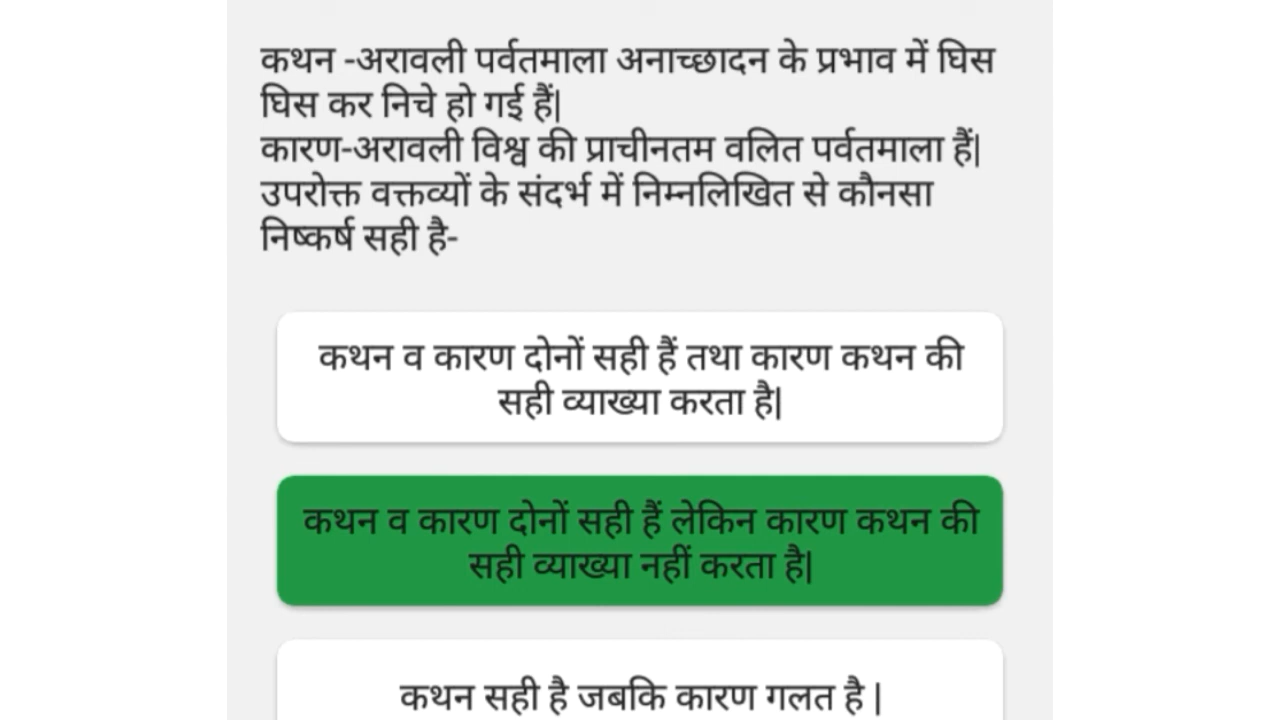 कथन -अरावली पर्वतमाला अनाच्छादन के प्रभाव में घिस
घिस कर निचे हो गई हैं|
कारण-अरावली विश्व की प्राचीनतम वलित पर्वतमाला हैं|
उपरोक्त वक्तव्यों के संदर्भ में निम्नलिखित से कौनसा
निष्कर्ष सही है-
कथन व कारण दोनों सही हैं तथा कारण कथन की
सही व्याख्या करता है|
कथन व कारण दोनों सही हैं लेकिन कारण कथन की
सही व्याख्या नहीं करता है|
कथन सही है जबकि कारण गलत है |